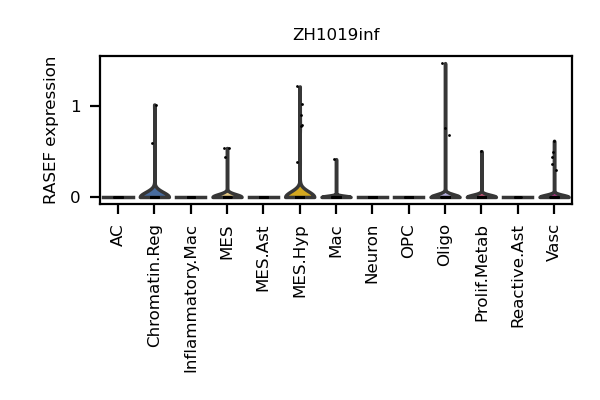 ZH1019inf
RASEF expression
1
0
AC
Chromatin.Reg
Inflammatory.Mac
MES
MES.Ast
MES.Hyp
Mac
Neuron
OPC
Oligo
Prolif.Metab
Reactive.Ast
Vasc